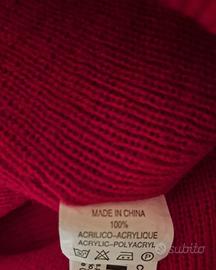 MADE IN CHINA
100%
ACRILICO-ACRYLIQUE
ACRYLIC-POLYACRYL
subito